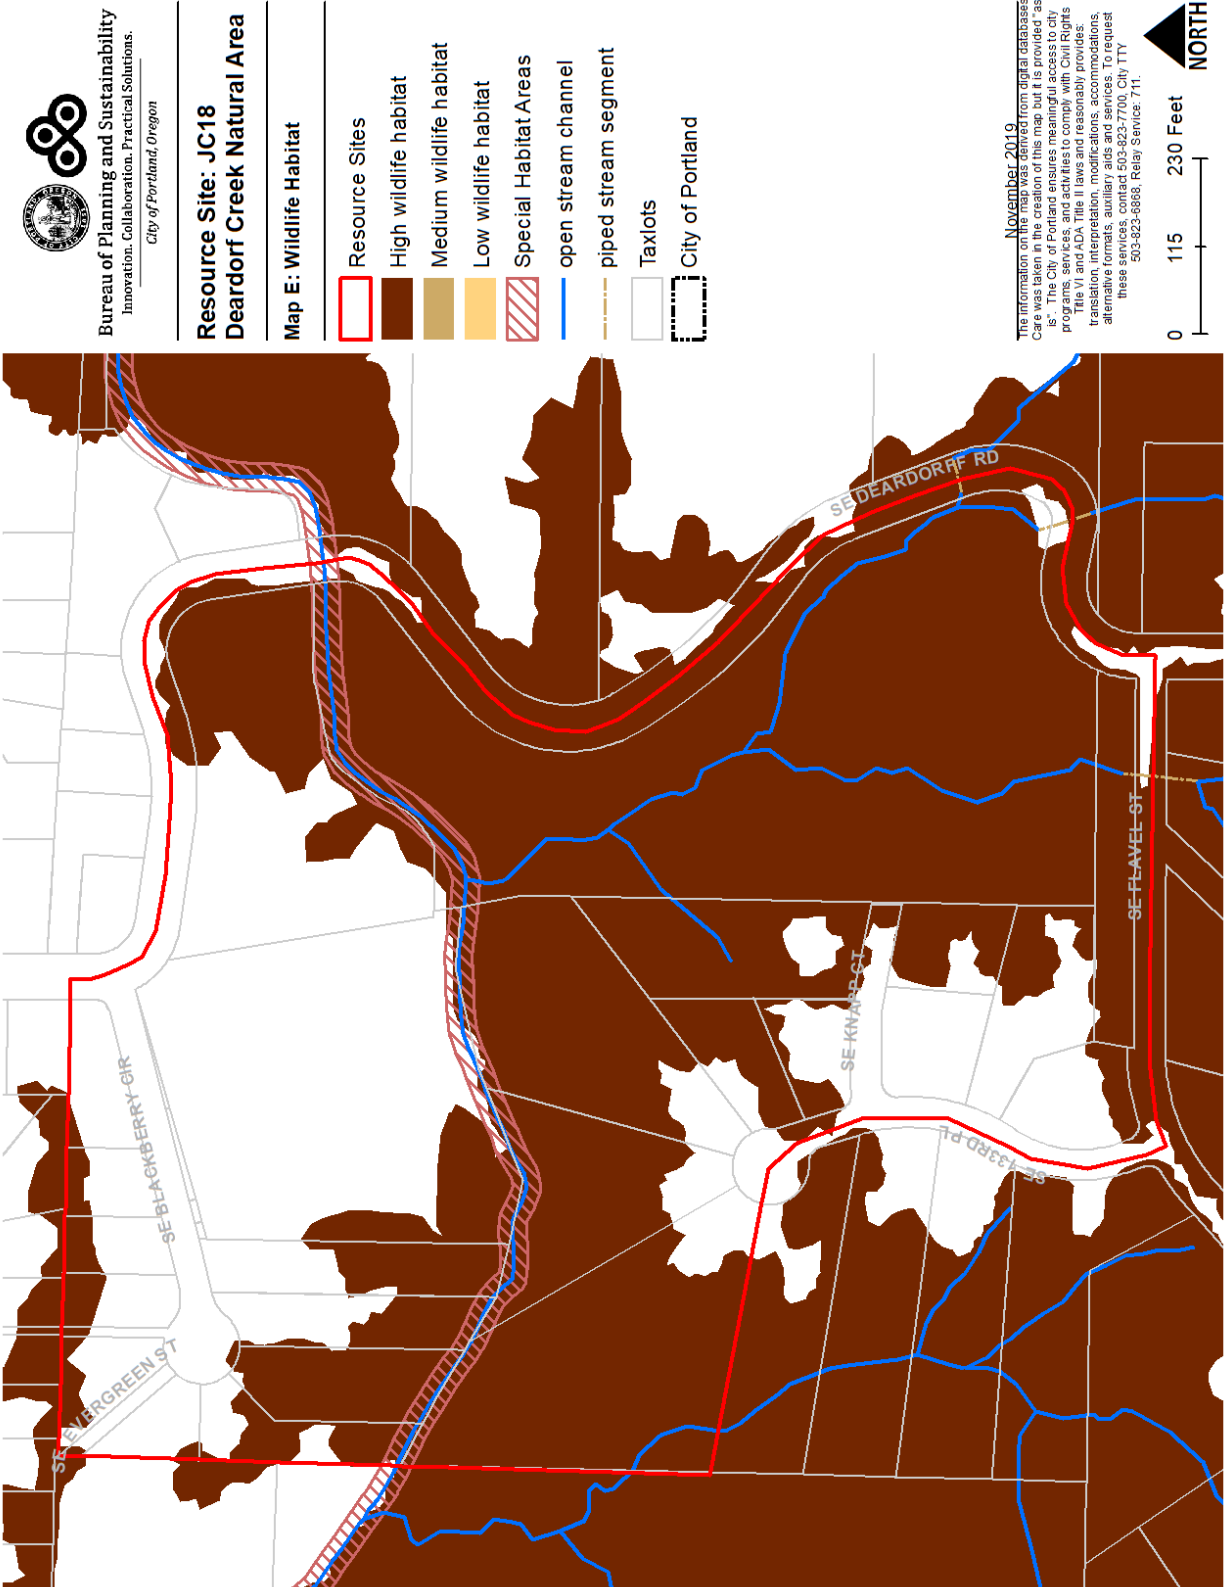 Bureau of Planning and Sustainability
Innovation. Collaboration. Practical Solutions.
City of Portland, Oregon
Resource Site: JC18
Deardorf Creek Natural Area
Map E: Wildlife Habitat
Resource Sites
High wildlife habitat
Medium wildlife habitat
Low wildlife habitat
Special Habitat Areas
open stream channel
piped stream segment
Taxlots
City of Portland
November 2019
The information on the map was derived from digital databases
Care was taken in the creation of this map but it is provided "as
is". The City of Portland ensures meaningful access to city
programs, services, and activities to comply with Civil Rights
Title VI and ADA Title II laws and reasonably provides:
translation, interpretation, modifications, accommodations,
alternative formats, auxiliary aids and services. To request
these services, contact 503-823-7700, City TTY
503-823-6868, Relay Service: 711.
0 115 230 Feet
NORTH
SE DEARDORFF RD
SE FLAVEL ST
SE KNAPP CT
SE 133RD PL
SE BLACKBERRY CIR
SE EVERGREEN ST